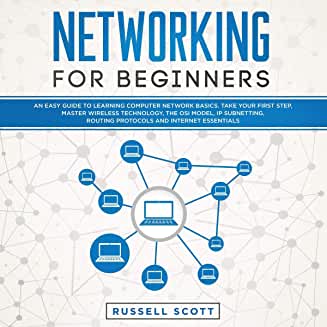 NETWORKING
FOR BEGINNERS
AN EASY GUIDE TO LEARNING COMPUTER NETWORK BASICS. TAKE YOUR FIRST STEP,
MASTER WIRELESS TECHNOLOGY, THE OSI MODEL, IP SUBNETTING,
ROUTING PROTOCOLS AND INTERNET ESSENTIALS
RUSSELL SCOTT